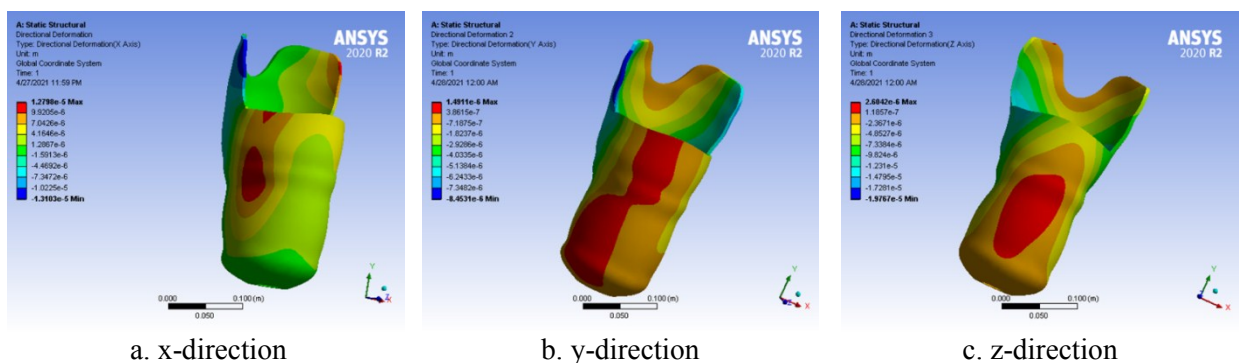 A: Static Structural
Directional Deformation
Type: Directional Deformation(X Axis)
Unit: m
Global Coordinate System
Time: 1
4/27/2021 11:59 PM
1.2798e-5 Max
9.9205e-6
7.0426e-6
4.1646e-6
1.2867e-6
-1.5913e-6
-4.4692e-6
-7.3472e-6
-1.0225e-5
-1.3103e-5 Min
ANSYS
2020 R2
0.000
0.100 (m)
0.050
Y
Z
X
a. x-direction
A: Static Structural
Directional Deformation 2
Type: Directional Deformation(Y Axis)
Unit: m
Global Coordinate System
Time: 1
4/28/2021 12:00 AM
1.4911e-6 Max
3.8615e-7
-7.1875e-7
-1.8237e-6
-2.9286e-6
-4.0335e-6
-5.1384e-6
-6.2433e-6
-7.3482e-6
-8.4531e-6 Min
ANSYS
2020 R2
0.000
0.100 (m)
0.050
Y
Z
X
b. y-direction
A: Static Structural
Directional Deformation 3
Type: Directional Deformation(Z Axis)
Unit: m
Global Coordinate System
Time: 1
4/28/2021 12:00 AM
2.6042e-6 Max
1.1857e-7
-2.3671e-6
-4.8527e-6
-7.3384e-6
-9.824e-6
-1.231e-5
-1.4795e-5
-1.7281e-5
-1.9767e-5 Min
ANSYS
2020 R2
0.000
0.100 (m)
0.050
Y
Z
X
c. z-direction